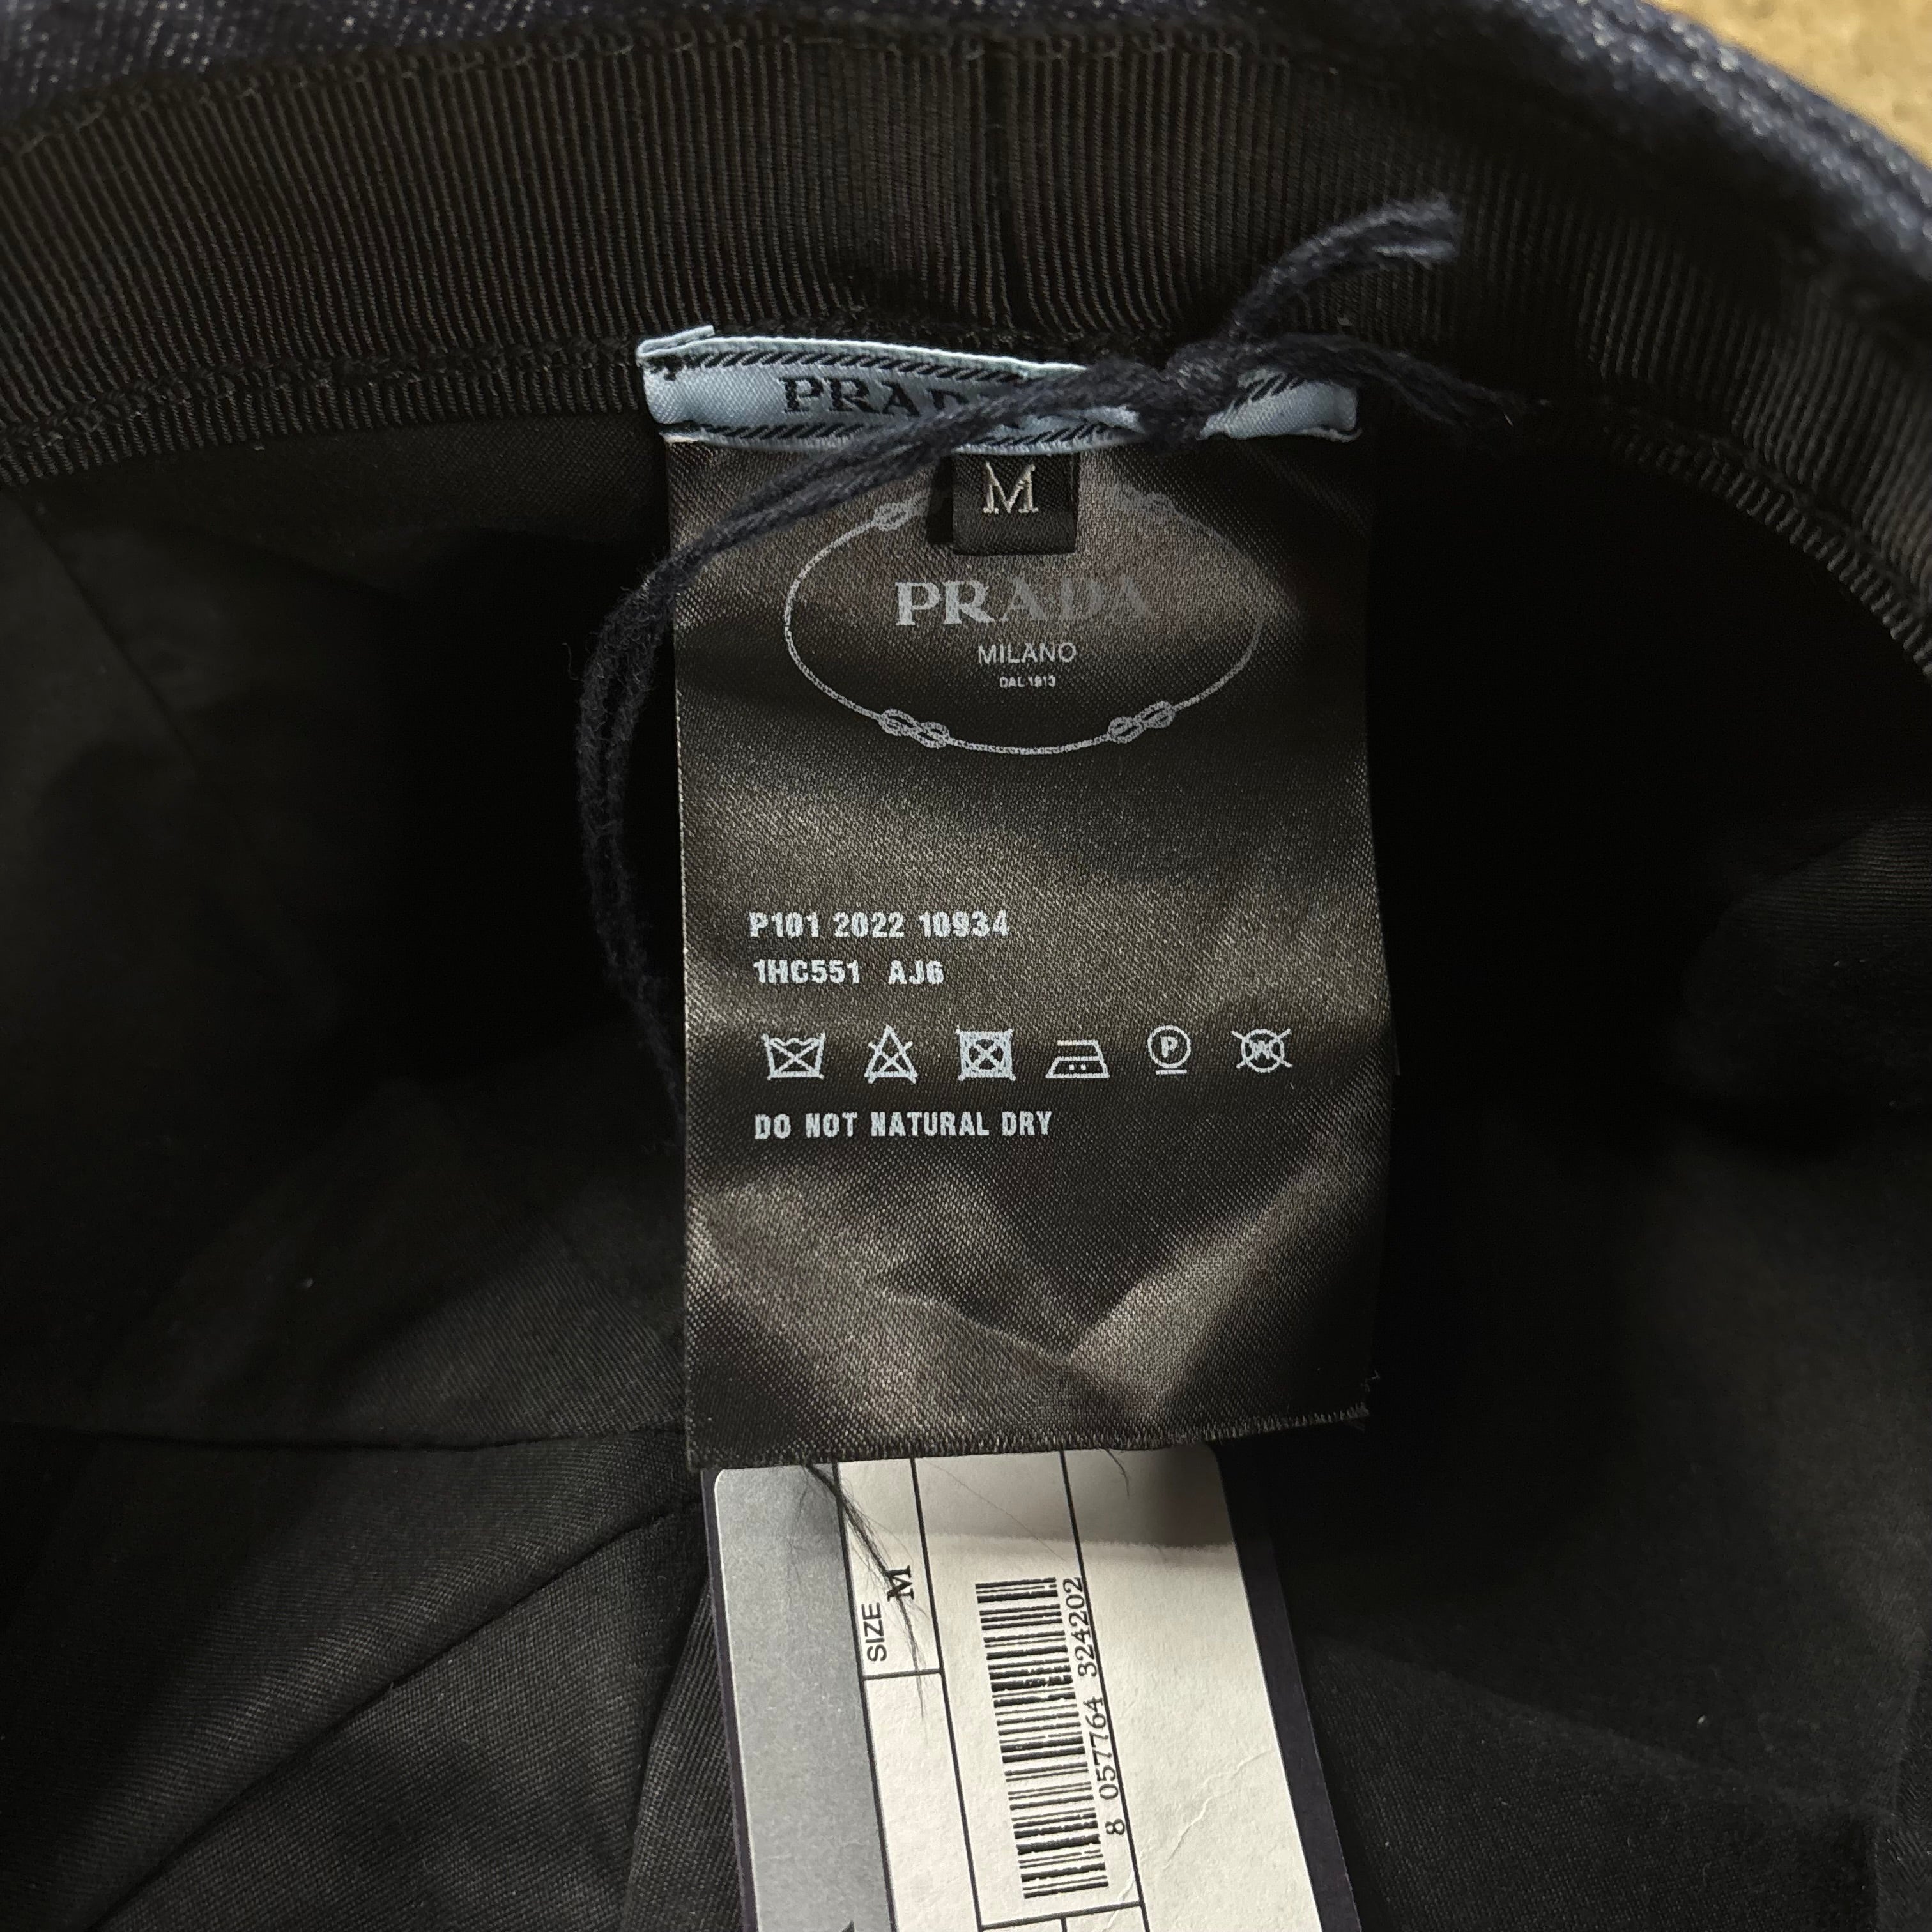 PRADA
M
PRADA
MILANO
DAL 1913
P101 2022 10934
1HC551 AJ6
P
W
DO NOT NATURAL DRY
SIZE
M
8 057764 324202